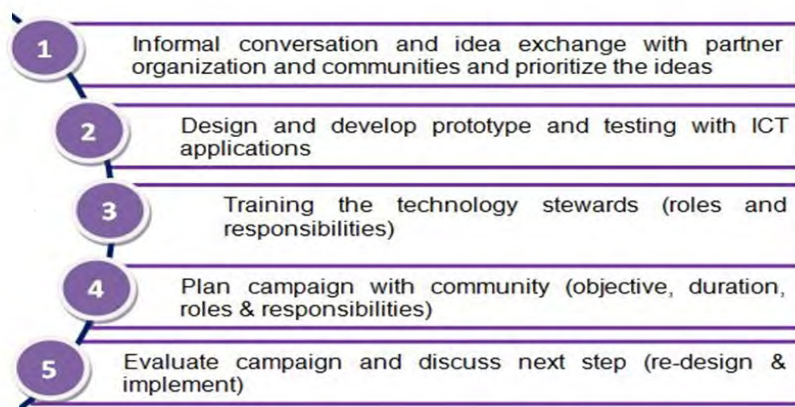 1
Informal conversation and idea exchange with partner
organization and communities and prioritize the ideas
2
Design and develop prototype and testing with ICT
applications
3
Training the technology stewards (roles and
responsibilities)
4
Plan campaign with community (objective, duration,
roles & responsibilities)
5
Evaluate campaign and discuss next step (re-design &
implement)